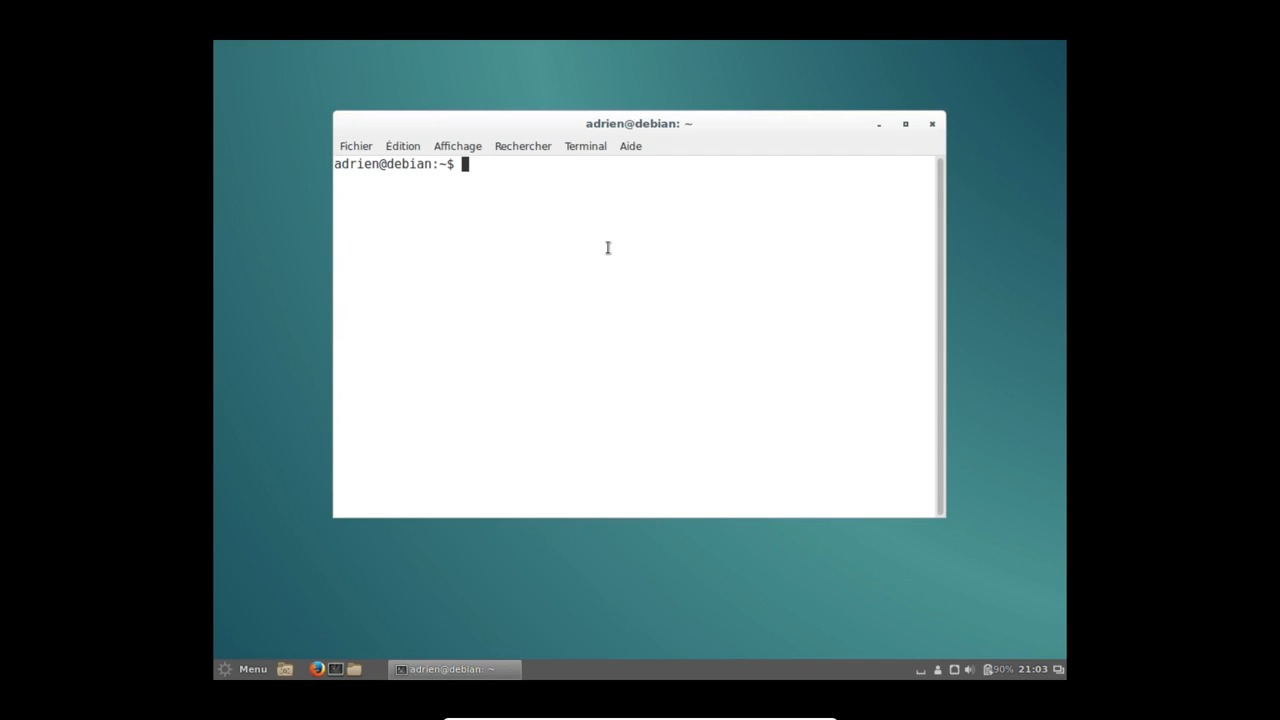 adrien@debian: ~
Fichier Édition Affichage Rechercher Terminal Aide
adrien@debian:~$
Menu adrien@debian: ~ 90% 21:03